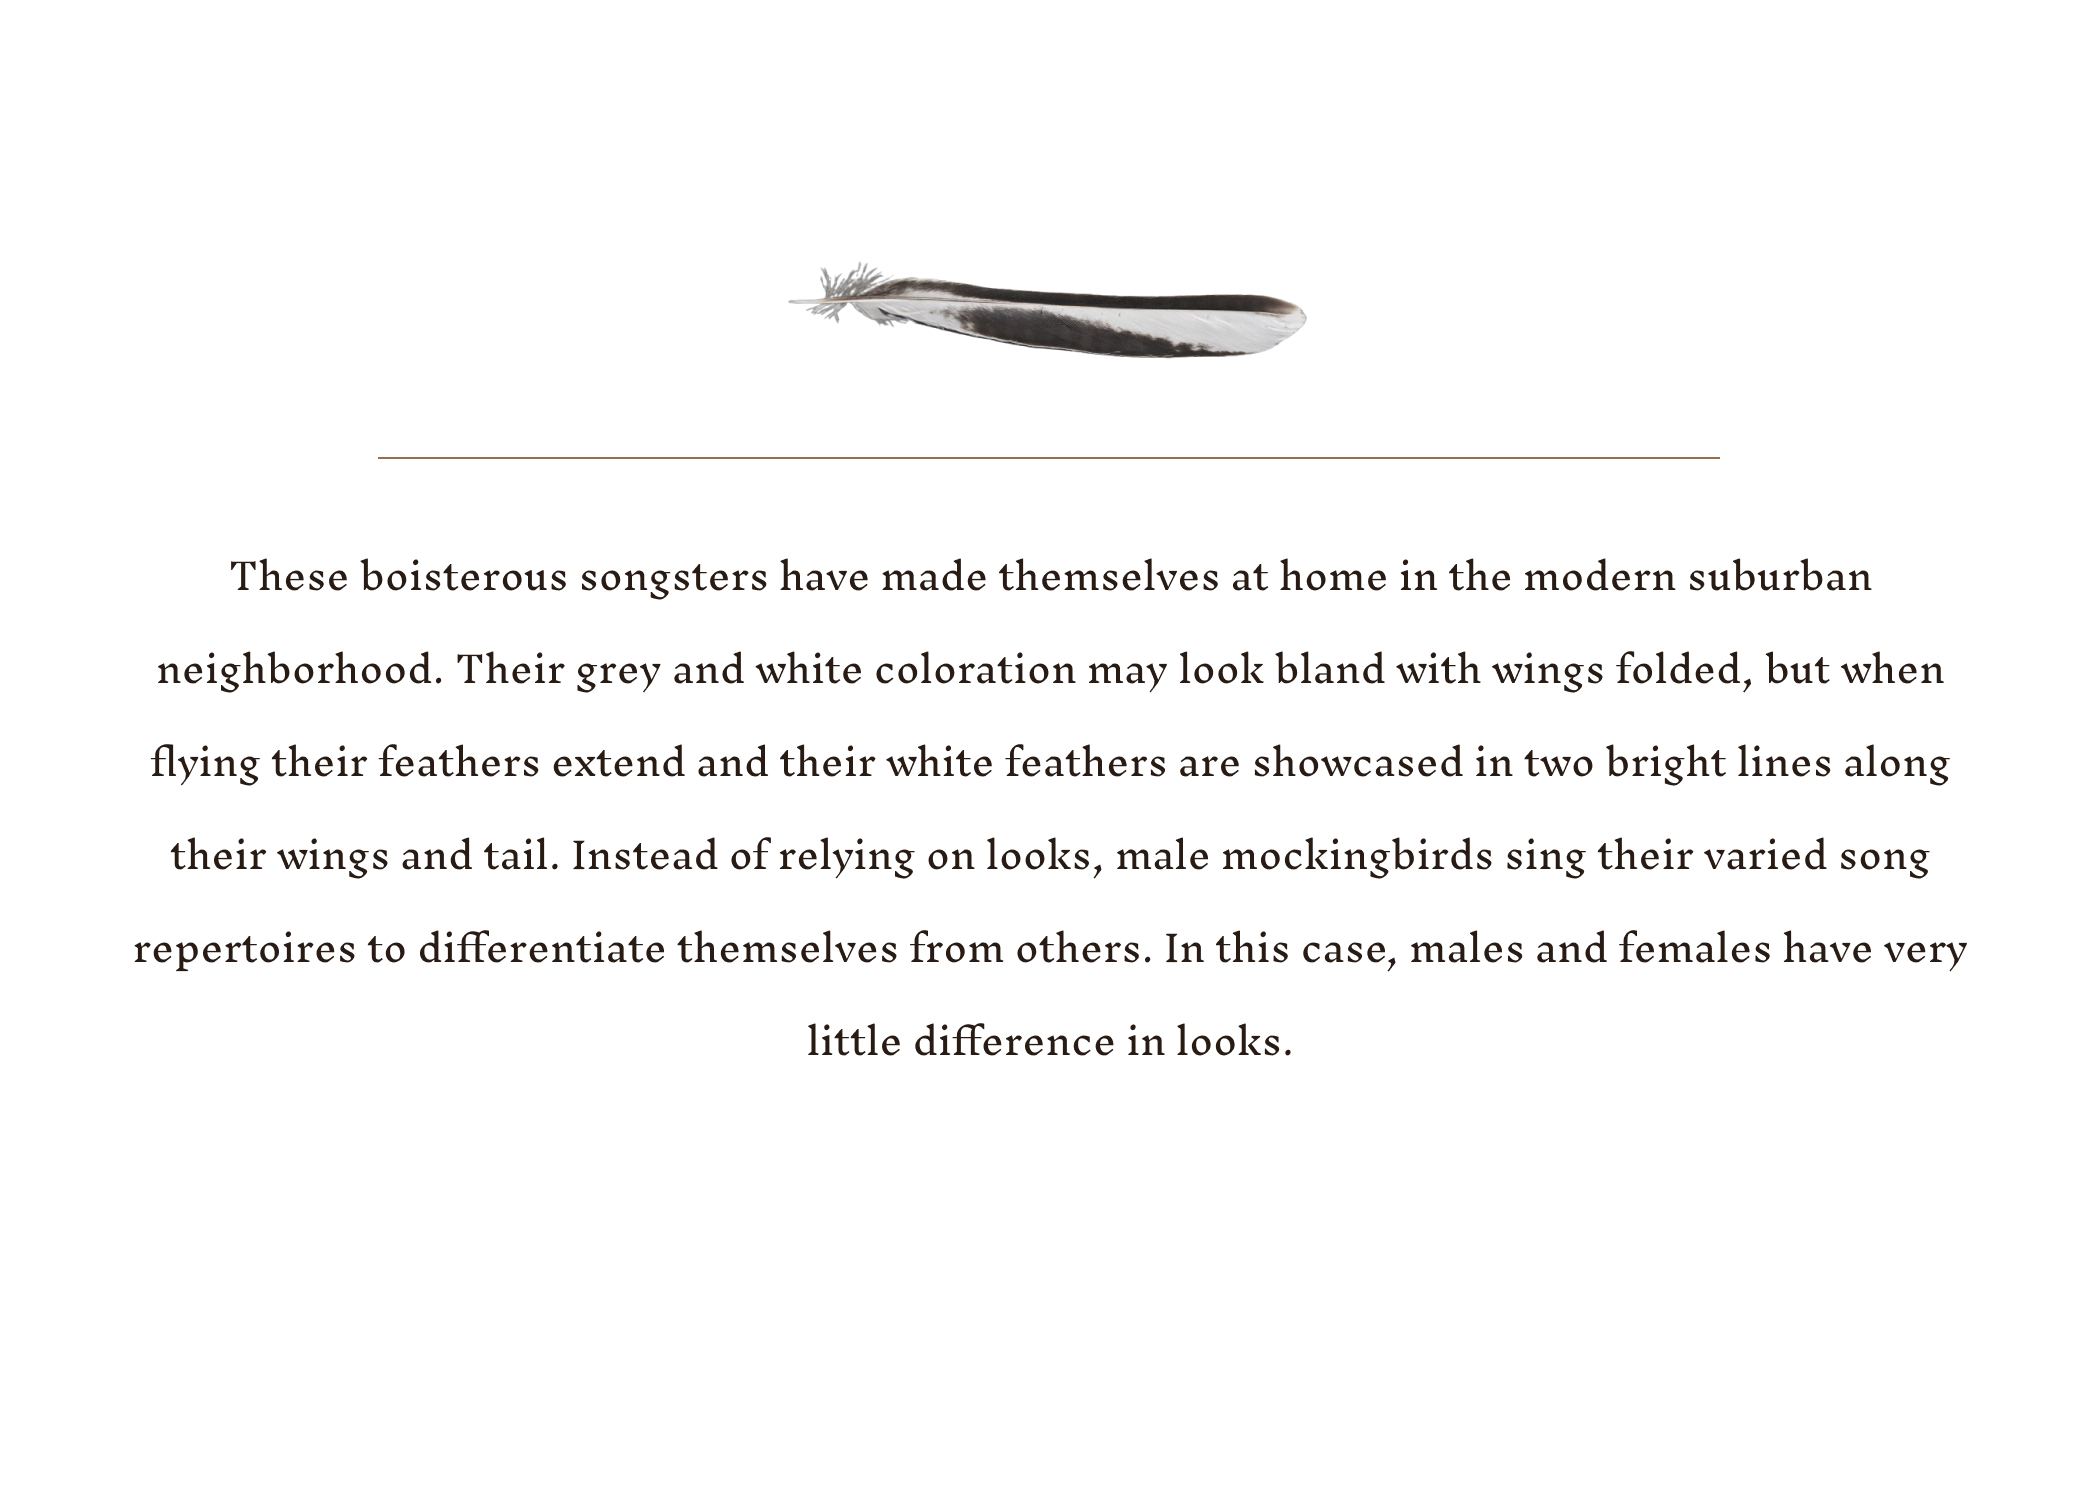 These boisterous songsters have made themselves at home in the modern suburban
neighborhood. Their grey and white coloration may look bland with wings folded, but when
flying their feathers extend and their white feathers are showcased in two bright lines along
their wings and tail. Instead of relying on looks, male mockingbirds sing their varied song
repertoires to differentiate themselves from others. In this case, males and females have very
little difference in looks.